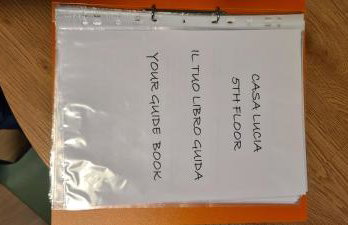 CASA LUCIA
5TH FLOOR
IL TUO LIBRO GUIDA
YOUR GUIDE BOOK